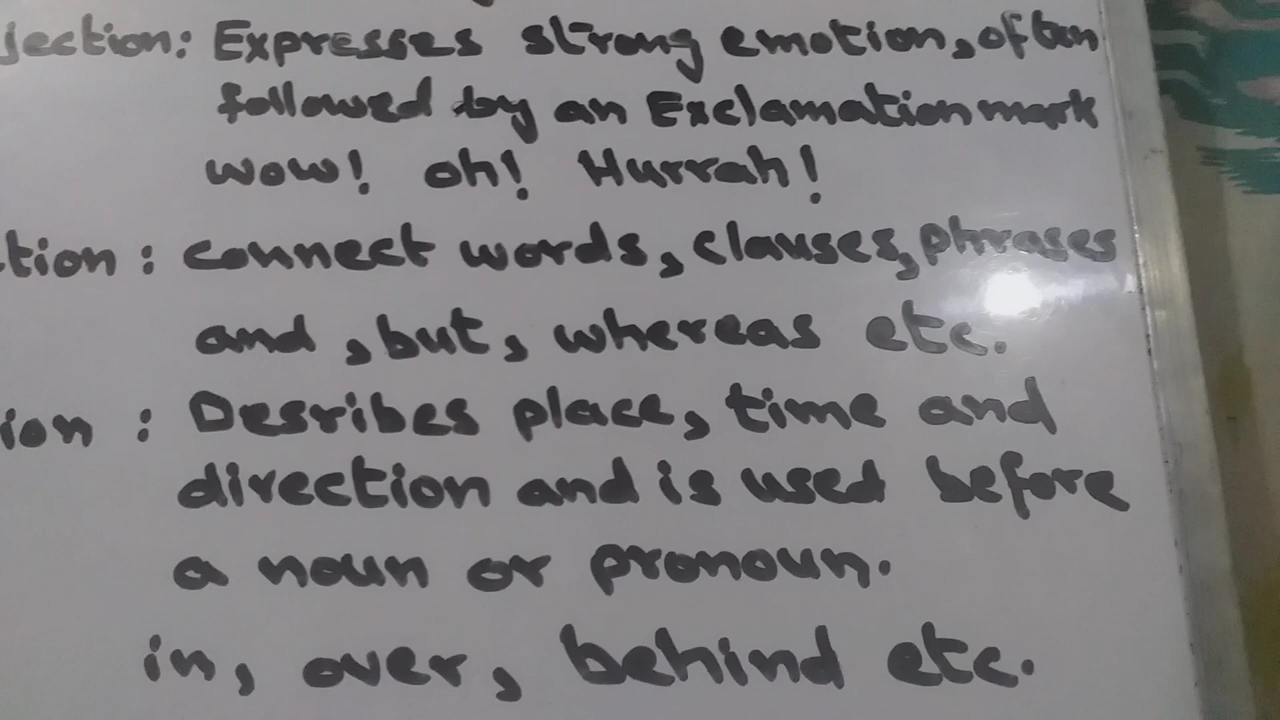 jection: Expresses strong emotion, often
followed by an Exclamation mark
wow! oh! Hurrah!
tion: connect words, clauses, phrases
and, but, whereas etc.
ion: Desribes place, time and
direction and is used before
a noun or pronoun.
in, over, behind etc.